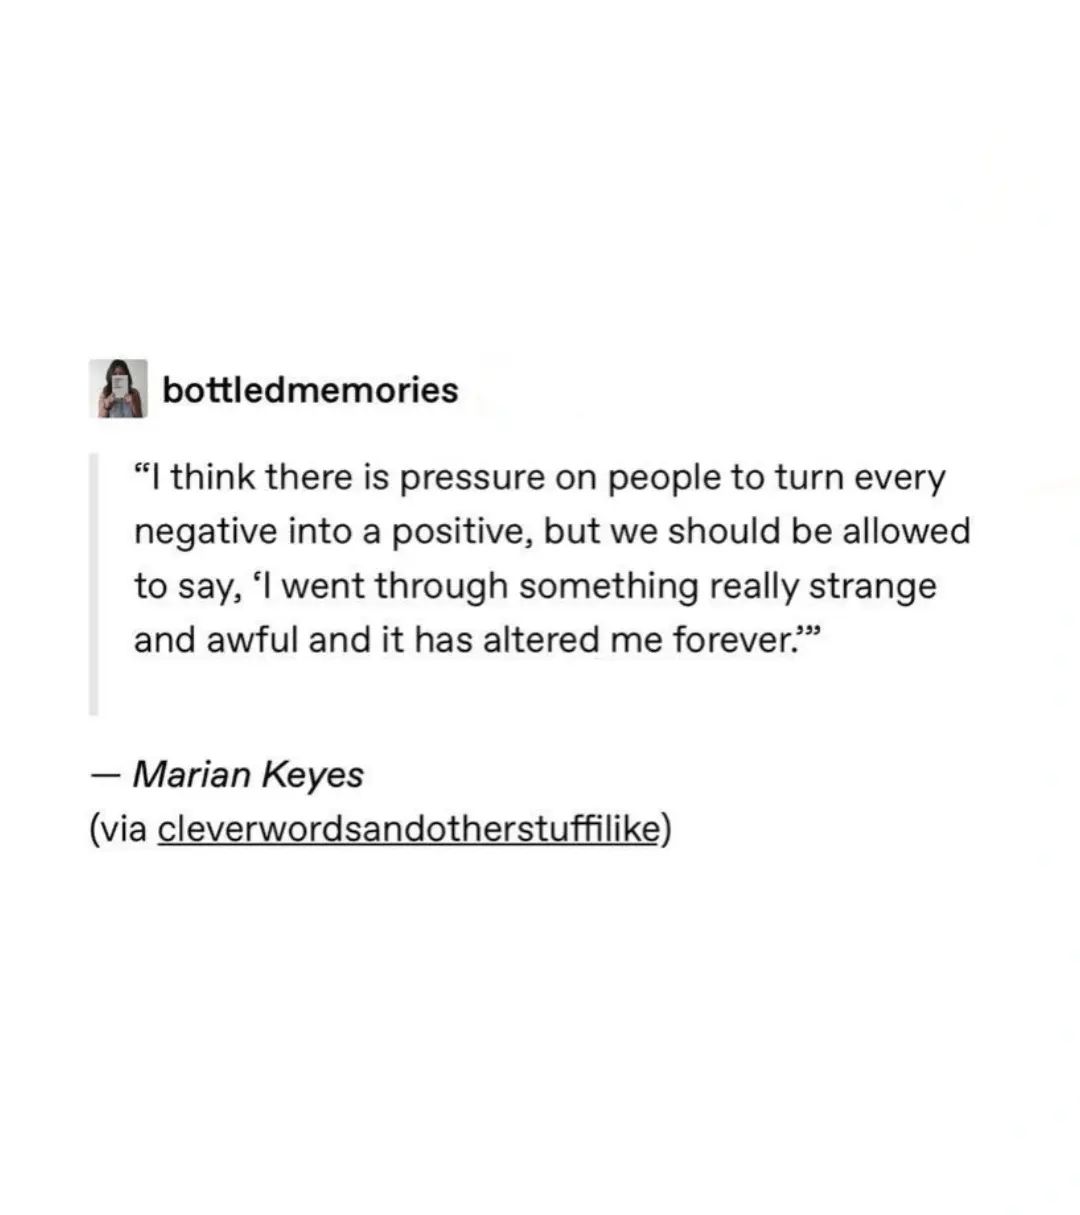 bottledmemories
“I think there is pressure on people to turn every
negative into a positive, but we should be allowed
to say, ‘I went through something really strange
and awful and it has altered me forever.’”
— Marian Keyes
(via cleverwordsandotherstuffilike)